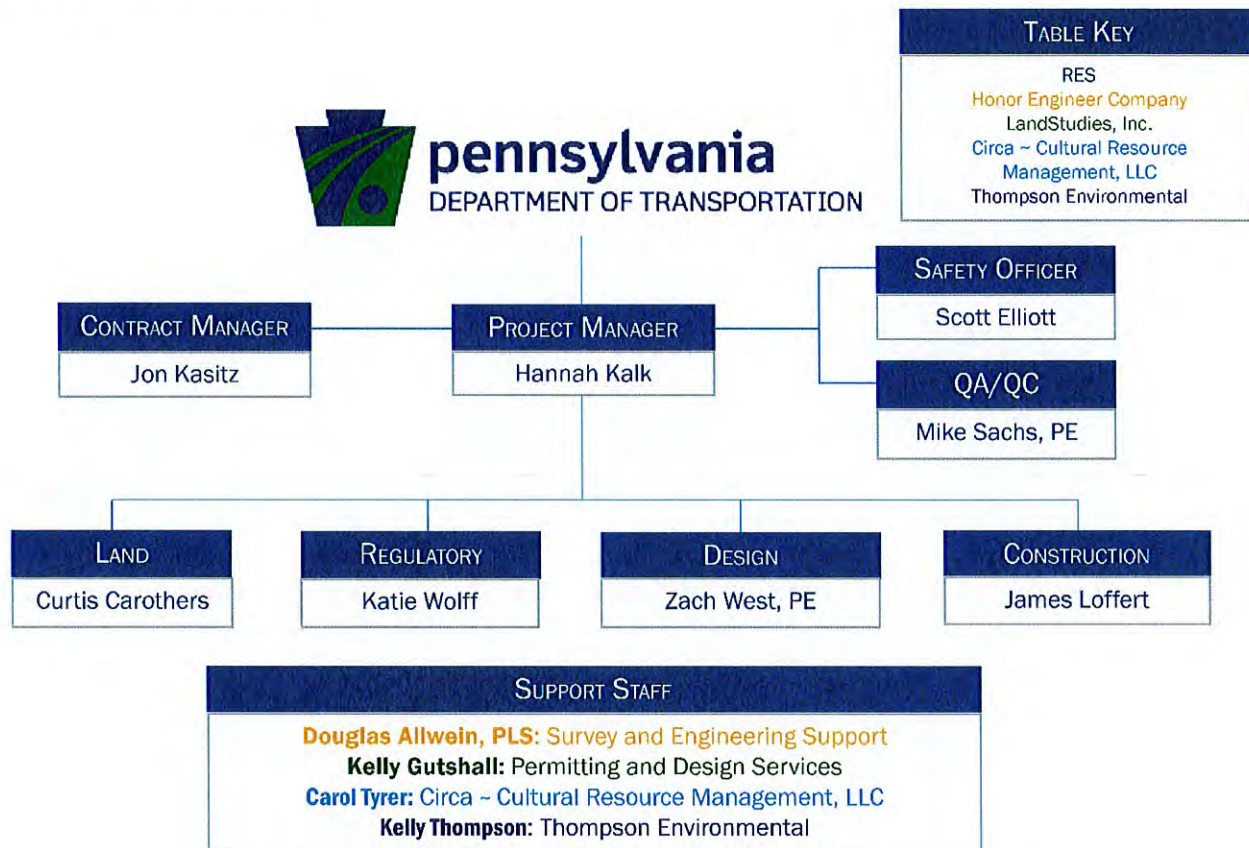 TABLE KEY
RES
Honor Engineer Company
LandStudies, Inc.
Circa ~ Cultural Resource
Management, LLC
Thompson Environmental
pennsylvania
DEPARTMENT OF TRANSPORTATION
SAFETY OFFICER
Scott Elliott
CONTRACT MANAGER
Jon Kasitz
PROJECT MANAGER
Hannah Kalk
QA/QC
Mike Sachs, PE
LAND
Curtis Carothers
REGULATORY
Katie Wolff
DESIGN
Zach West, PE
CONSTRUCTION
James Loffert
SUPPORT STAFF
Douglas Allwein, PLS: Survey and Engineering Support
Kelly Gutshall: Permitting and Design Services
Carol Tyrer: Circa ~ Cultural Resource Management, LLC
Kelly Thompson: Thompson Environmental